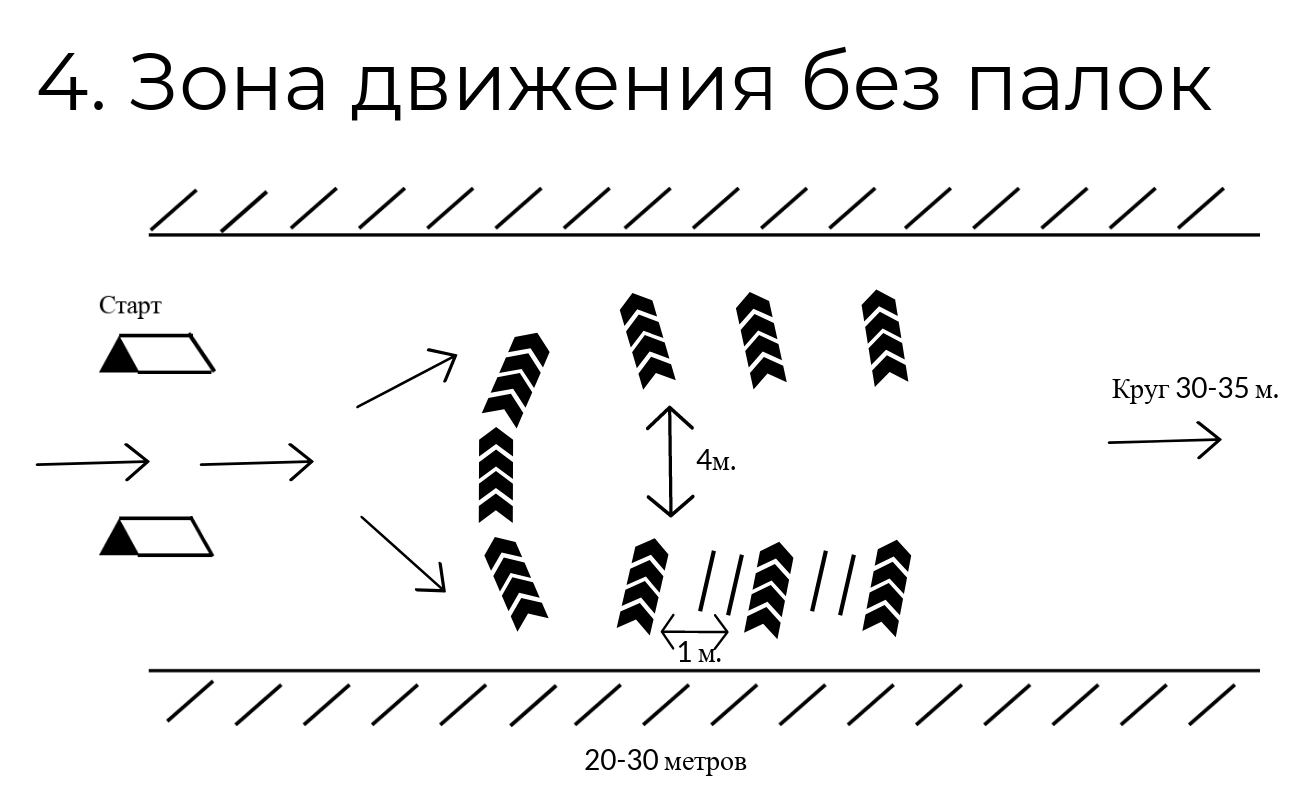 4. Зона движения без палок
Старт
Круг 30-35 м.
4м.
1 м.
20-30 метров